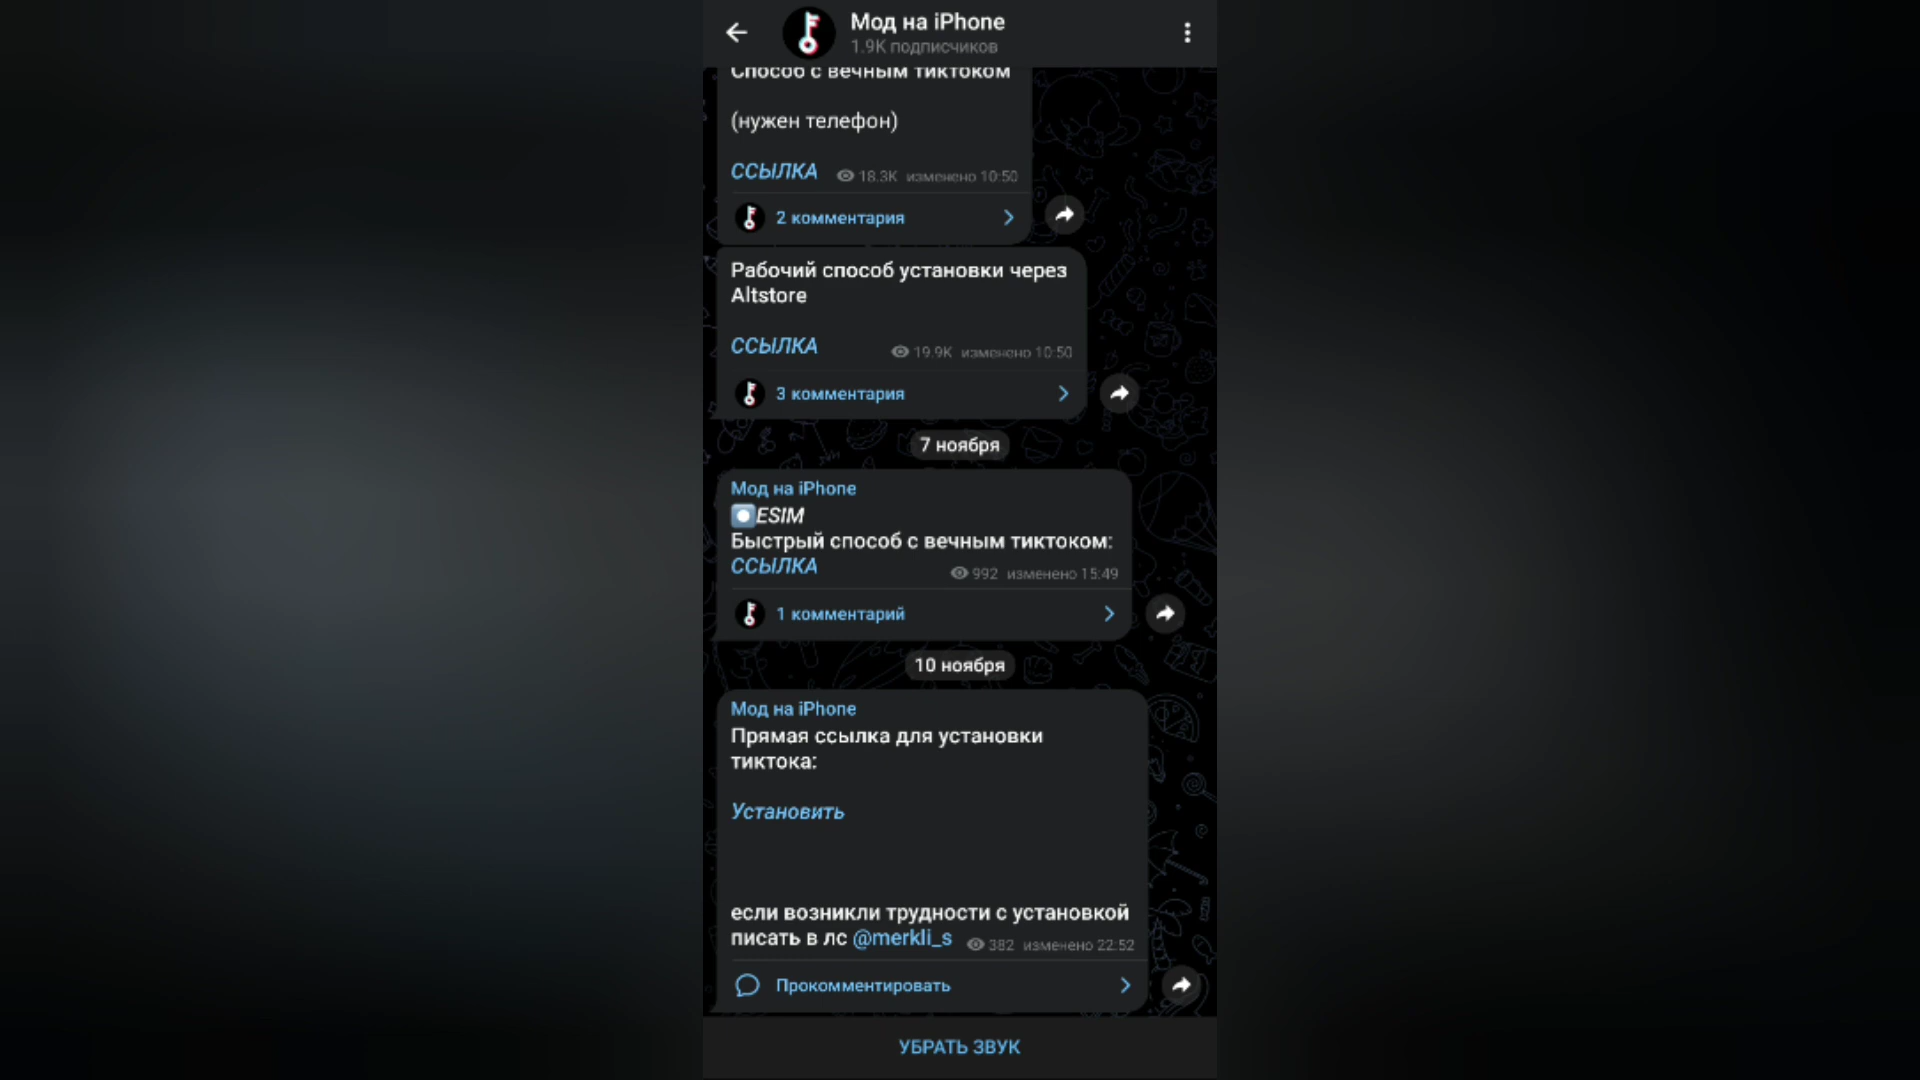 Мод на iPhone
1.9K подписчиков
Способ с вечным тиктоком
(нужен телефон)
ССЫЛКА 18.3K изменено 10:50
2 комментария
Рабочий способ установки через
Altstore
ССЫЛКА 19.9K изменено 10:50
3 комментария
7 ноября
Мод на iPhone
ESIM
Быстрый способ с вечным тиктоком:
ССЫЛКА 992 изменено 15:49
1 комментарий
10 ноября
Мод на iPhone
Прямая ссылка для установки
тиктока:
Установить
если возникли трудности с установкой
писать в лс @merkli_s 382 изменено 22:52
Прокомментировать
УБРАТЬ ЗВУК